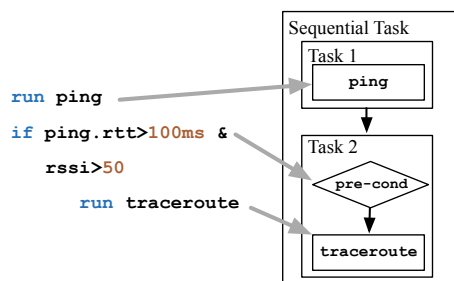 Sequential Task
Task 1
ping
run ping
if ping.rtt>100ms &
rssi>50
run traceroute
Task 2
pre-cond
traceroute